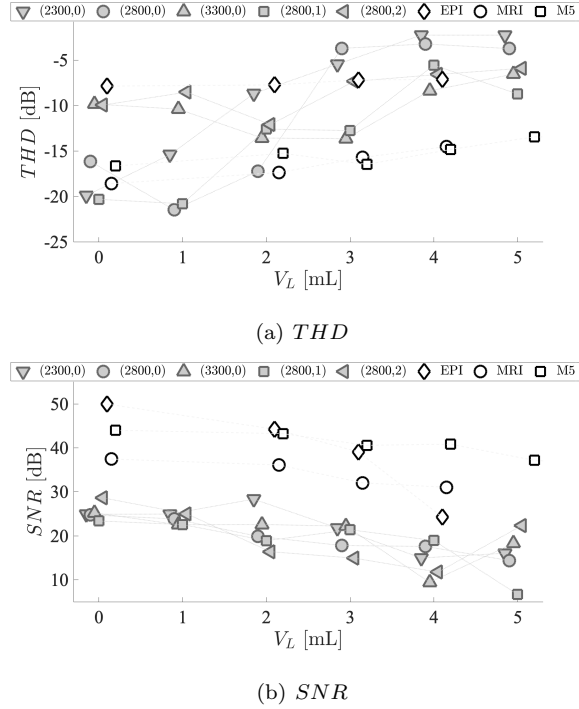 (2300,0) (2800,0) (3300,0) (2800,1) (2800,2) EPI MRI M5
-5
-10
-15
-20
-25
THD [dB]
0 1 2 3 4 5
V_L [mL]
(a) THD
(2300,0) (2800,0) (3300,0) (2800,1) (2800,2) EPI MRI M5
50
40
30
20
10
SNR [dB]
0 1 2 3 4 5
V_L [mL]
(b) SNR